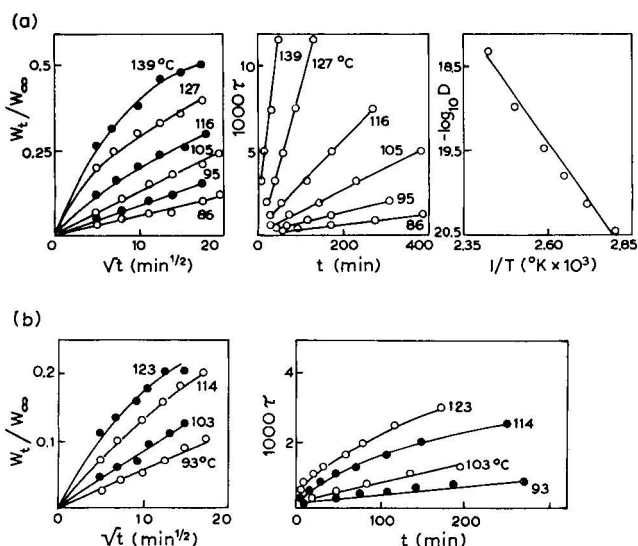 (a)
Wt/W∞
0,5
0,25
0
139 °C
127
116
105
95
86
0 10 20
√t (min1/2)
1000 τ
10
5
0
139
127 °C
116
105
95
86
0 200 400
t (min)
-log10 D
18,5
19,5
20.5
2.35 2.60 2,85
1/T (°K × 10³)
(b)
Wt/W∞
0,2
0,1
123
114
103
93°C
0 10 20
√t (min1/2)
1000 τ
4
2
0
123
114
103 °C
93
0 100 200
t (min)